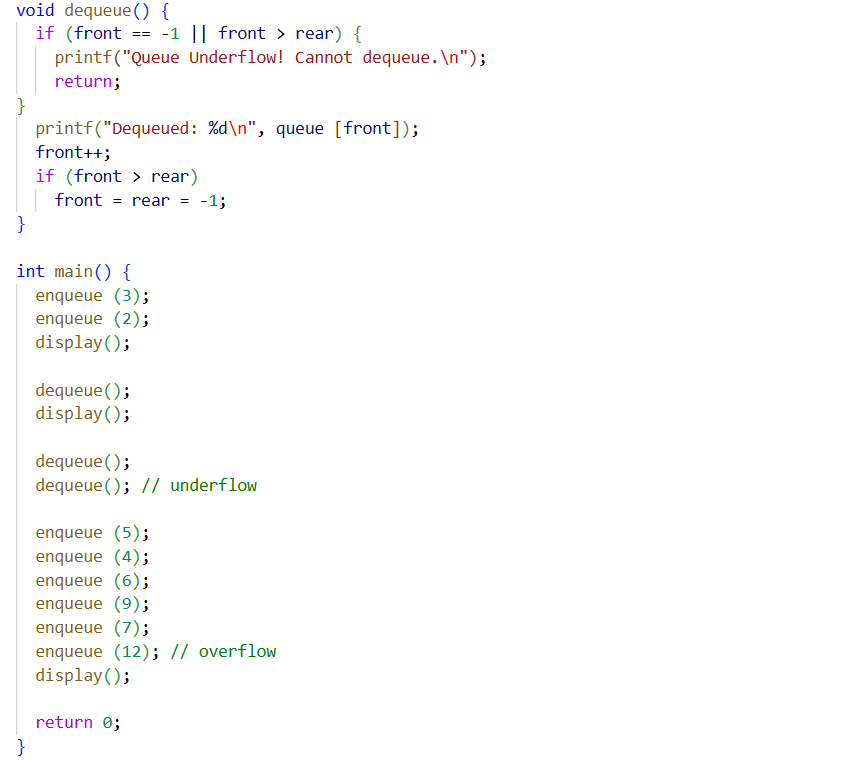 void dequeue() {
  if (front == -1 || front > rear) {
    printf("Queue Underflow! Cannot dequeue.\n");
    return;
}
  printf("Dequeued: %d\n", queue [front]);
  front++;
  if (front > rear)
    front = rear = -1;
}

int main() {
  enqueue (3);
  enqueue (2);
  display();

  dequeue();
  display();

  dequeue();
  dequeue(); // underflow

  enqueue (5);
  enqueue (4);
  enqueue (6);
  enqueue (9);
  enqueue (7);
  enqueue (12); // overflow
  display();

  return 0;
}